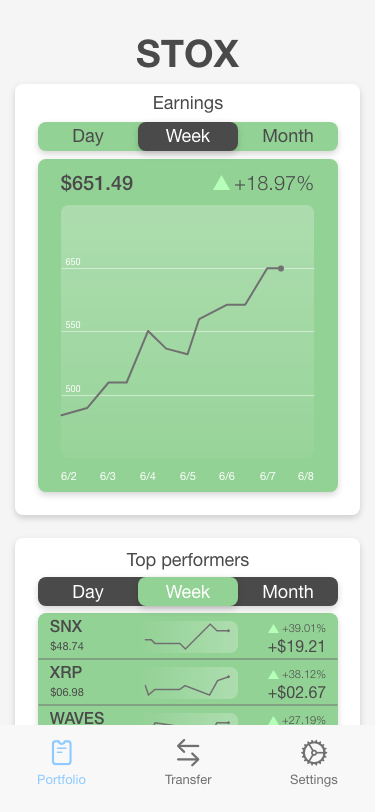 STOX
Earnings
Day Week Month
$651.49 +18.97%
650
550
500
6/2 6/3 6/4 6/5 6/6 6/7 6/8
Top performers
Day Week Month
SNX +39.01%
$48.74 +$19.21
XRP +38.12%
$06.98 +$02.67
WAVES +27.19%
Portfolio Transfer Settings